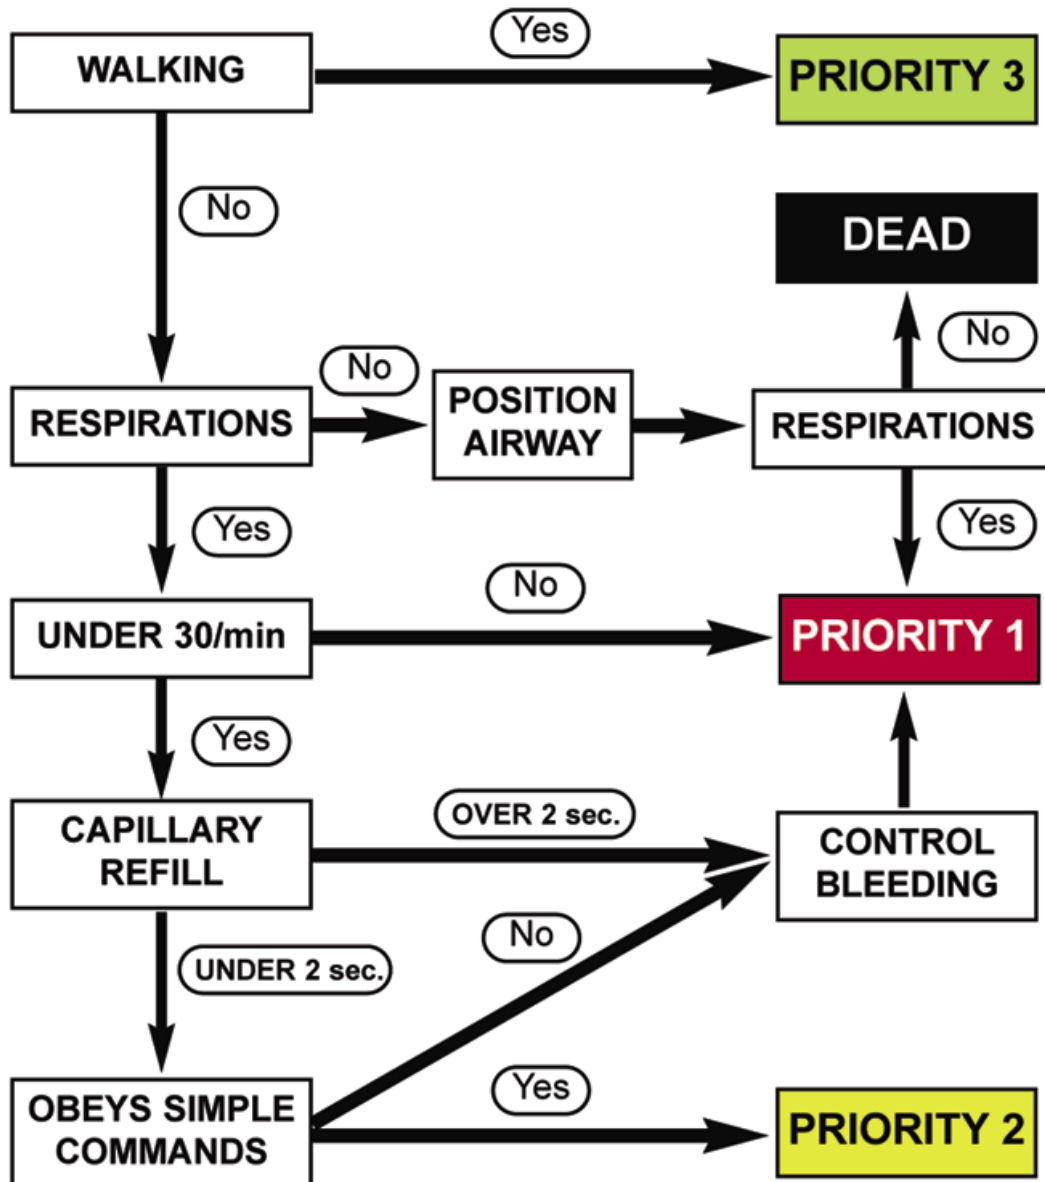 WALKING
Yes
PRIORITY 3
No
DEAD
No
RESPIRATIONS
No
POSITION
AIRWAY
RESPIRATIONS
Yes
Yes
UNDER 30/min
No
PRIORITY 1
Yes
CAPILLARY
REFILL
OVER 2 sec.
CONTROL
BLEEDING
UNDER 2 sec.
No
OBEYS SIMPLE
COMMANDS
Yes
PRIORITY 2